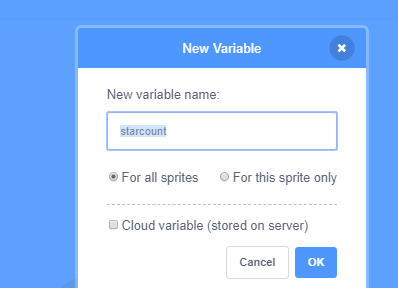 New Variable
New variable name:
starcount
For all sprites For this sprite only
Cloud variable (stored on server)
Cancel OK